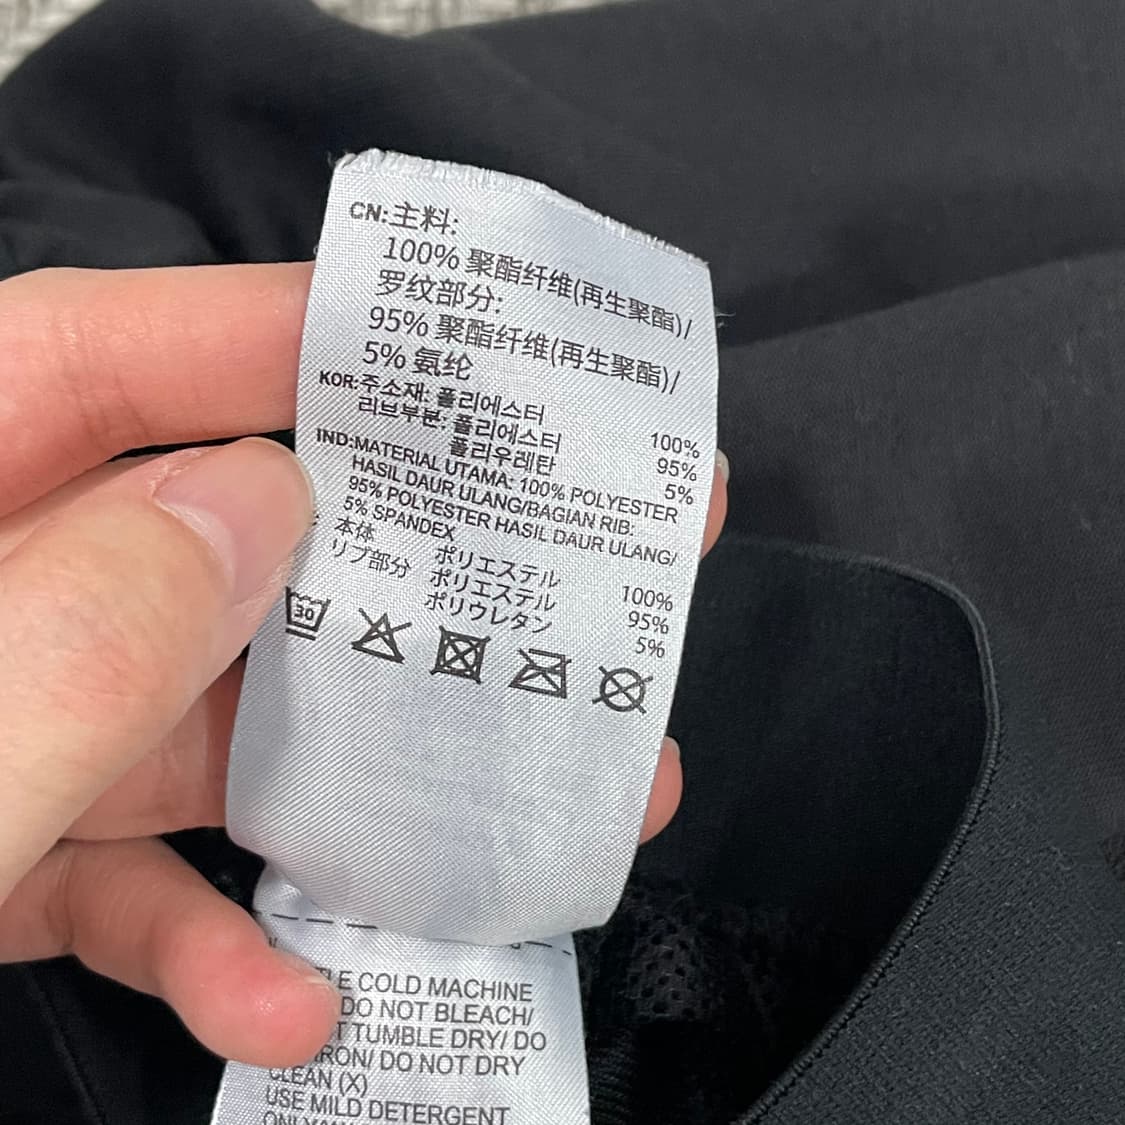 CN:主料:
100% 聚酯纤维(再生聚酯)/
罗纹部分:
95% 聚酯纤维(再生聚酯)/
5% 氨纶
KOR:주소재: 폴리에스터 100%
리브부분: 폴리에스터 95%
폴리우레탄 5%
IND:MATERIAL UTAMA: 100% POLYESTER
HASIL DAUR ULANG/BAGIAN RIB:
95% POLYESTER HASIL DAUR ULANG/
5% SPANDEX
本体 ポリエステル 100%
リブ部分 ポリエステル 95%
ポリウレタン 5%
30
COLD MACHINE
DO NOT BLEACH/
TUMBLE DRY/ DO
IRON/ DO NOT DRY
CLEAN (X)
USE MILD DETERGENT